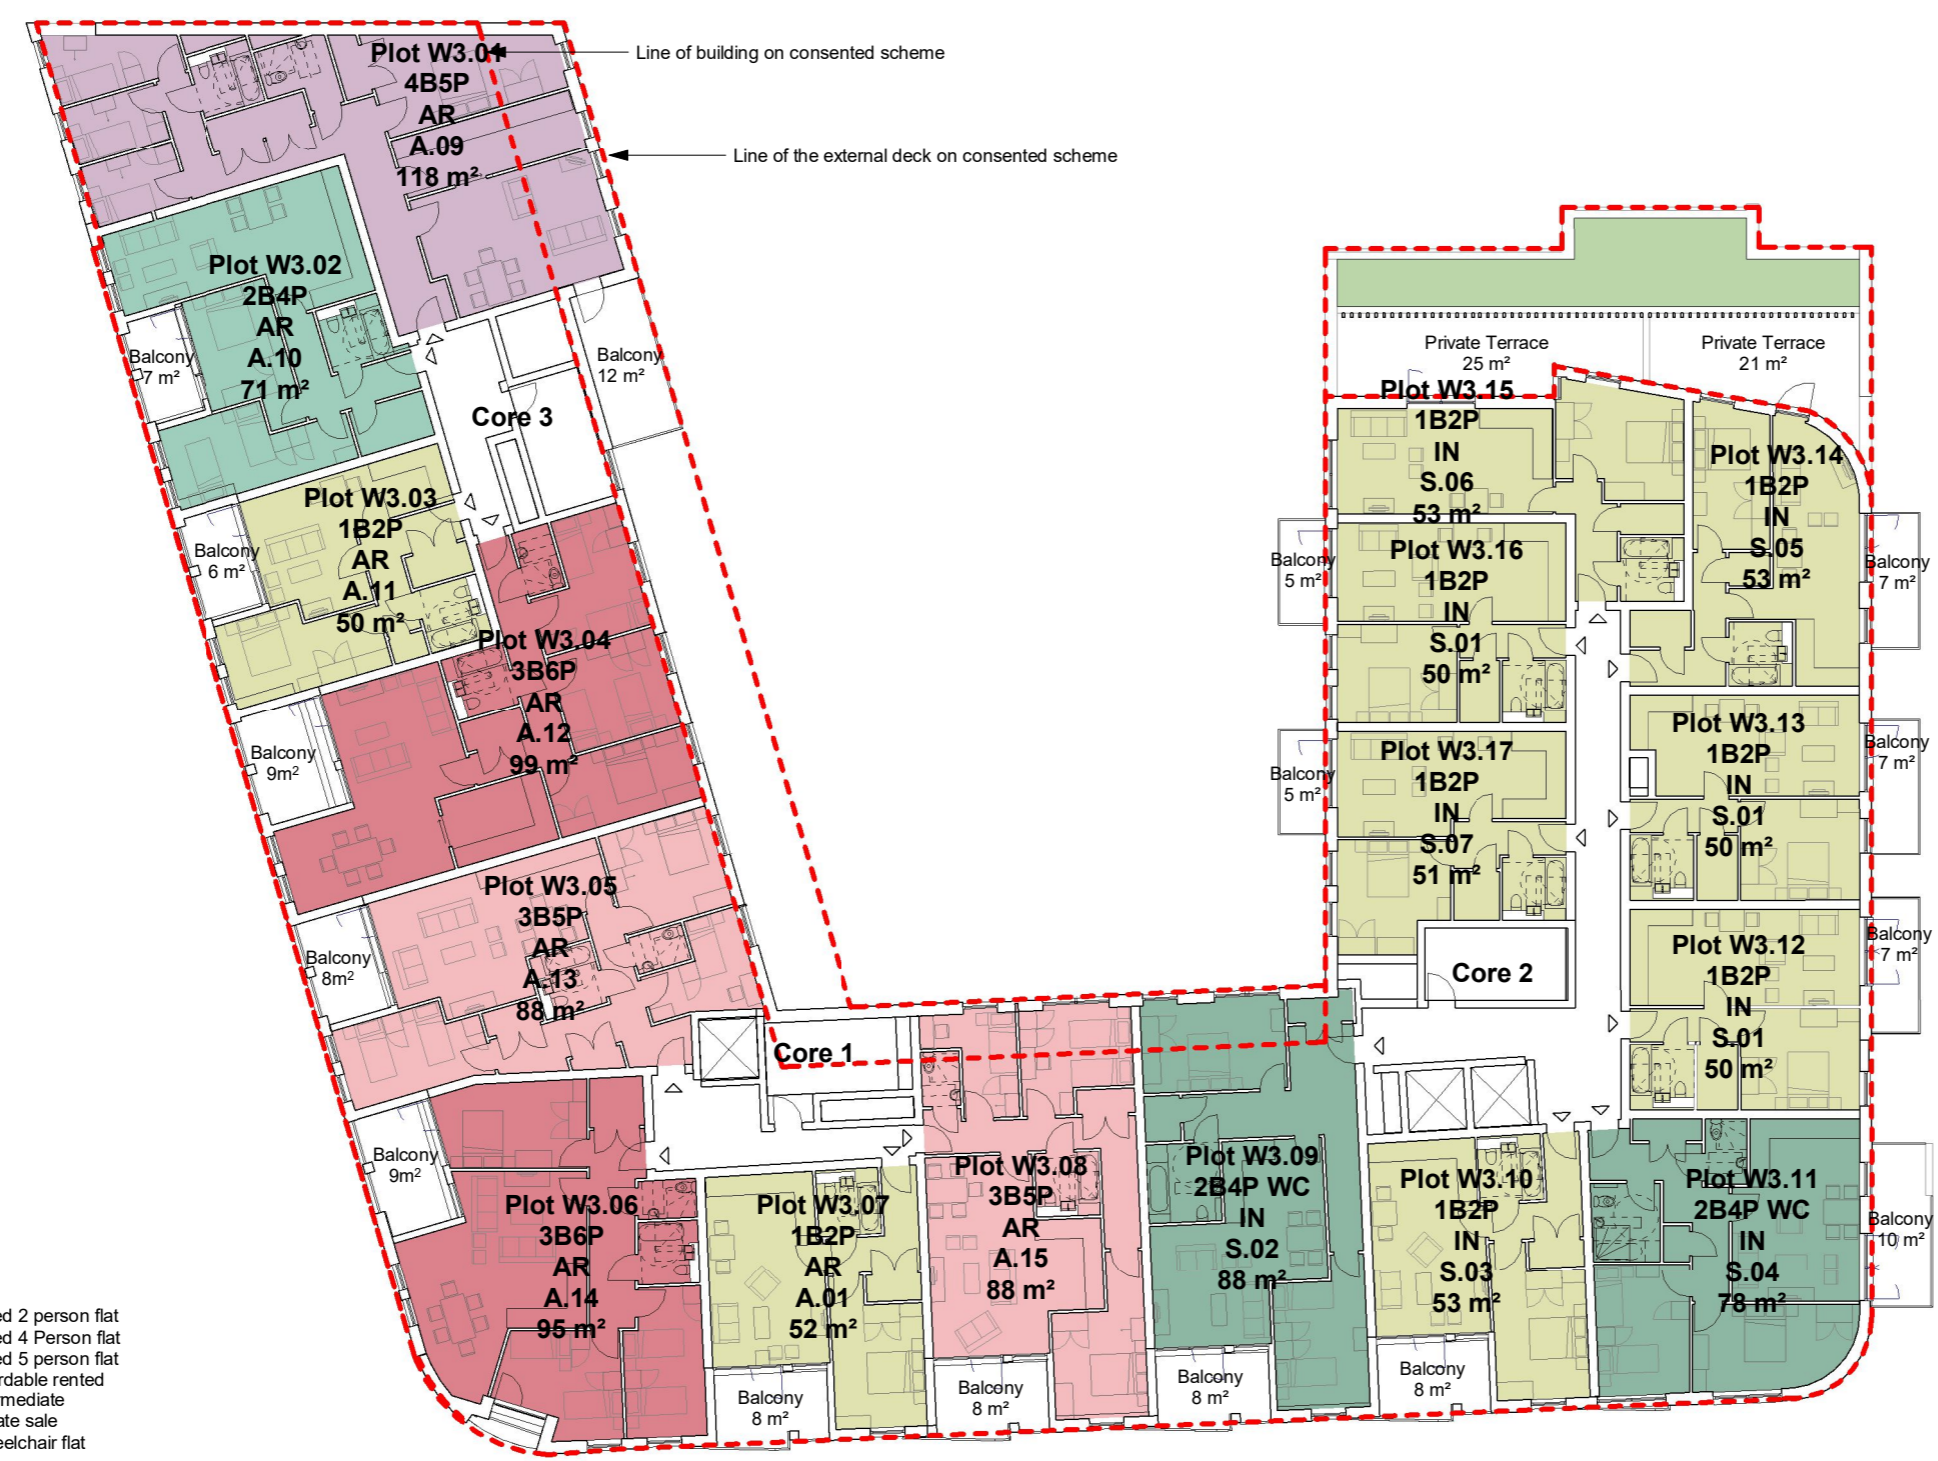 Line of building on consented scheme
Line of the external deck on consented scheme
Plot W3.01
4B5P
AR
A.09
118 m²
Plot W3.02
2B4P
AR
A.10
71 m²
Balcony
7 m²
Balcony
12 m²
Core 3
Plot W3.03
1B2P
AR
A.11
50 m²
Balcony
6 m²
Plot W3.04
3B6P
AR
A.12
99 m²
Balcony
9m²
Plot W3.05
3B5P
AR
A.13
88 m²
Balcony
8m²
Core 1
Balcony
9m²
Plot W3.06
3B6P
AR
A.14
95 m²
Plot W3.07
1B2P
AR
A.01
52 m²
Balcony
8 m²
Plot W3.08
3B5P
AR
A.15
88 m²
Balcony
8 m²
Plot W3.09
2B4P WC
IN
S.02
88 m²
Balcony
8 m²
Plot W3.10
1B2P
IN
S.03
53 m²
Balcony
8 m²
Plot W3.11
2B4P WC
IN
S.04
78 m²
Balcony
10 m²
Private Terrace
25 m²
Private Terrace
21 m²
Plot W3.15
1B2P
IN
S.06
53 m²
Plot W3.14
1B2P
IN
S.05
53 m²
Balcony
7 m²
Plot W3.16
1B2P
IN
S.01
50 m²
Balcony
5 m²
Plot W3.13
1B2P
IN
S.01
50 m²
Balcony
7 m²
Plot W3.17
1B2P
IN
S.07
51 m²
Balcony
5 m²
Plot W3.12
1B2P
IN
S.01
50 m²
Balcony
7 m²
Core 2
ed 2 person flat
ed 4 Person flat
ed 5 person flat
rdable rented
rmediate
ate sale
eelchair flat